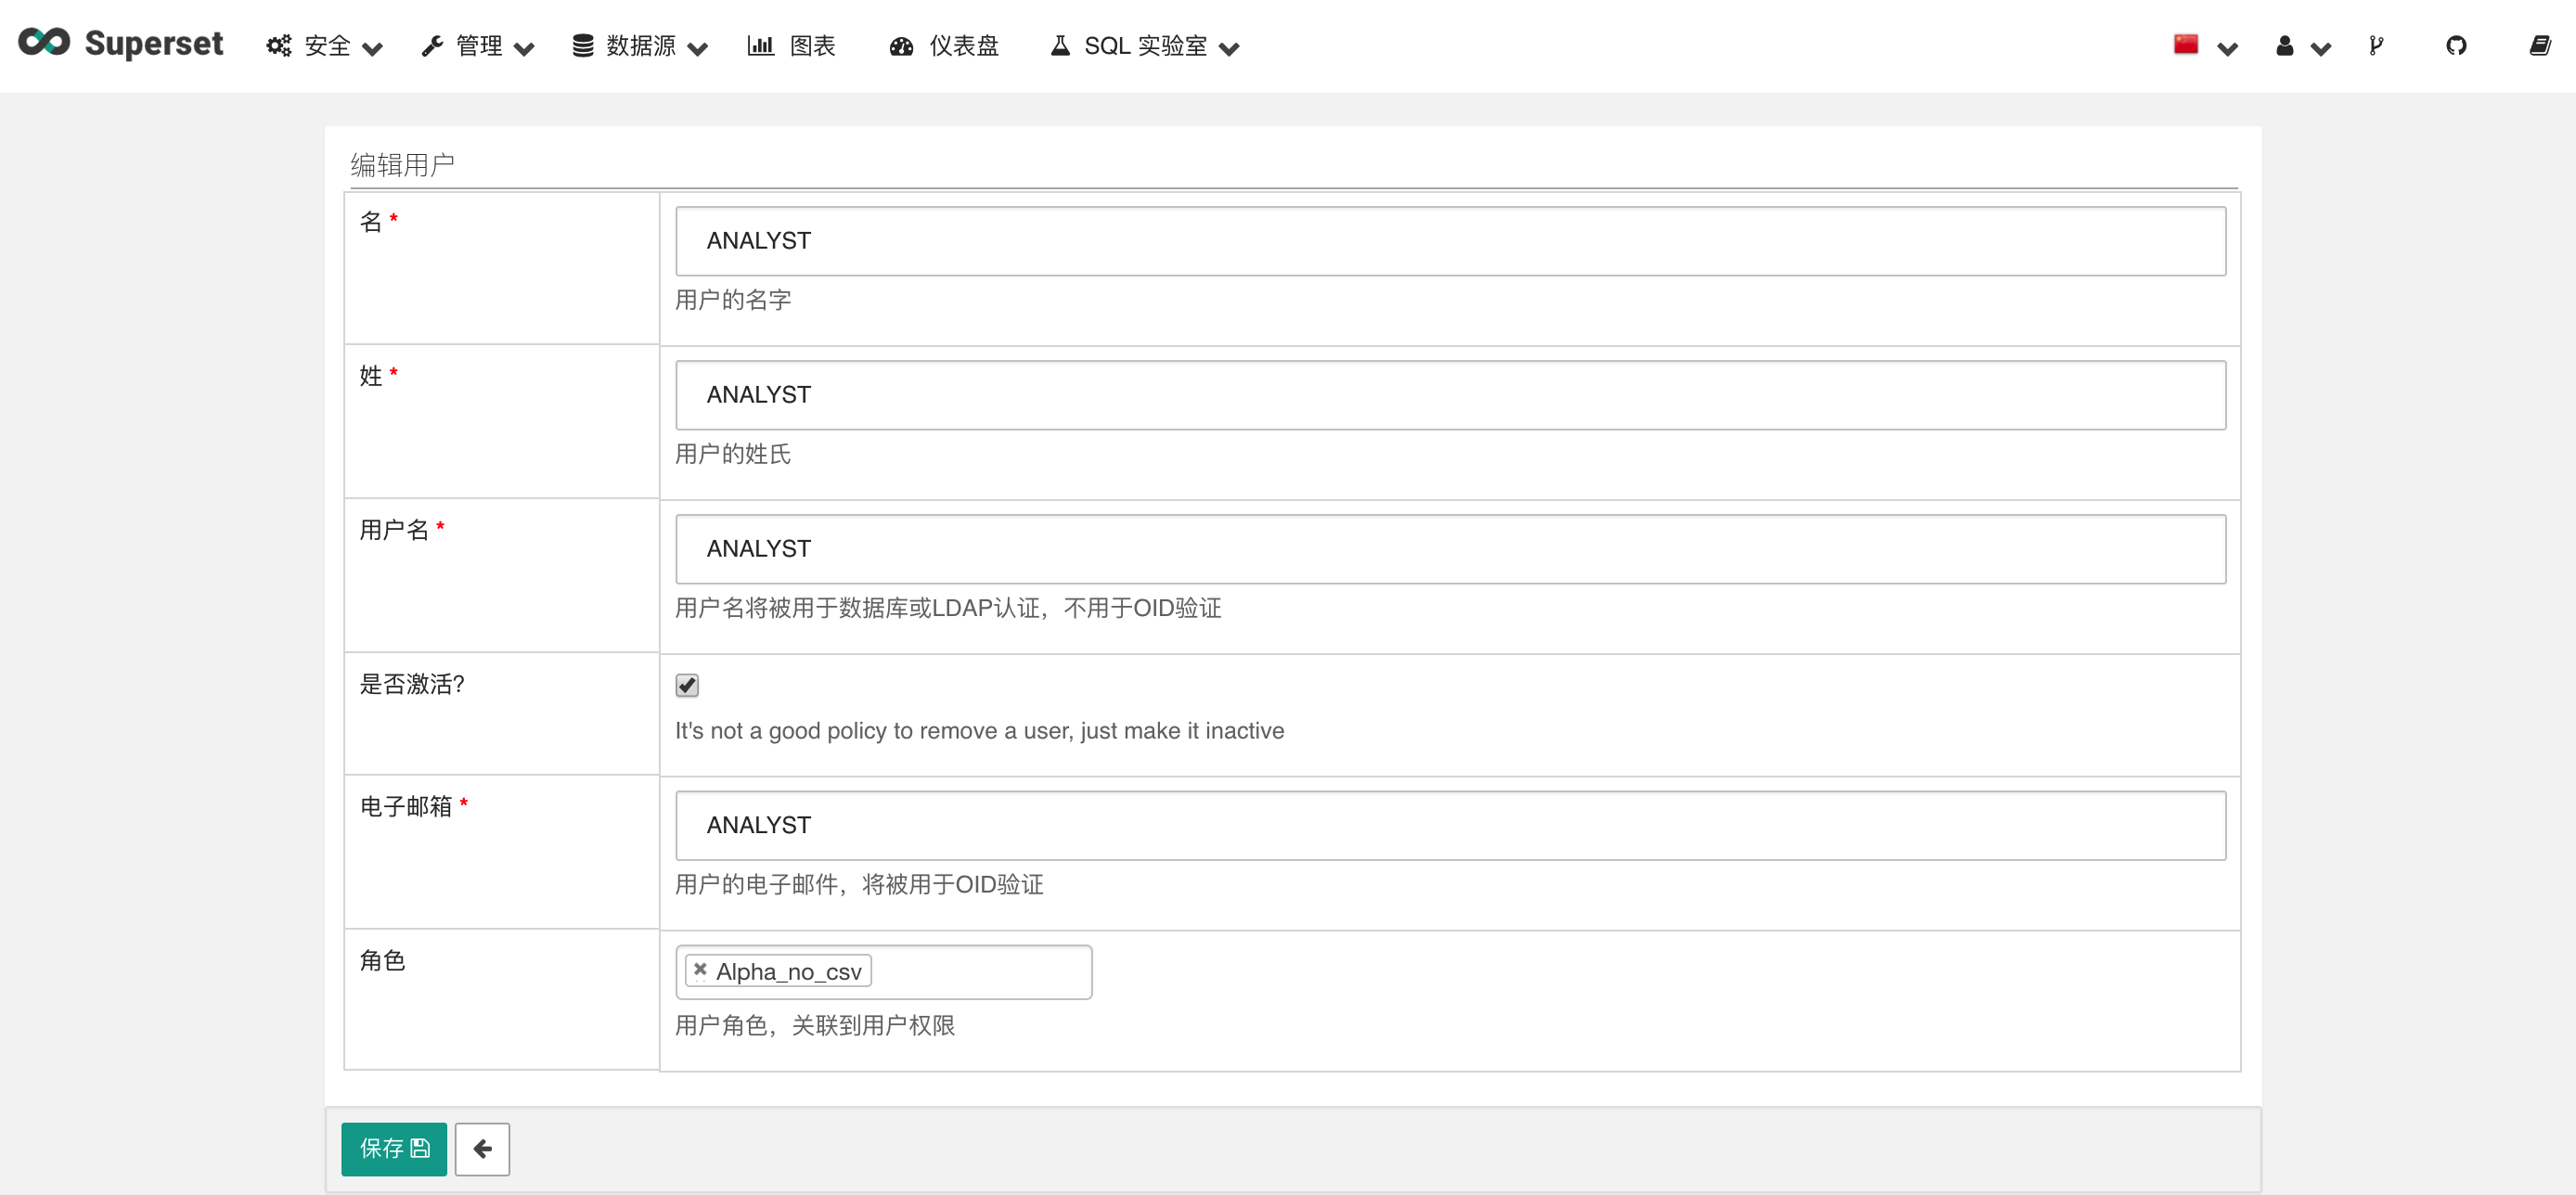 Superset 安全 管理 数据源 图表 仪表盘 SQL 实验室
编辑用户
名 *
ANALYST
用户的名字
姓 *
ANALYST
用户的姓氏
用户名 *
ANALYST
用户名将被用于数据库或LDAP认证，不用于OID验证
是否激活?
It's not a good policy to remove a user, just make it inactive
电子邮箱 *
ANALYST
用户的电子邮件，将被用于OID验证
角色
Alpha_no_csv
用户角色，关联到用户权限
保存